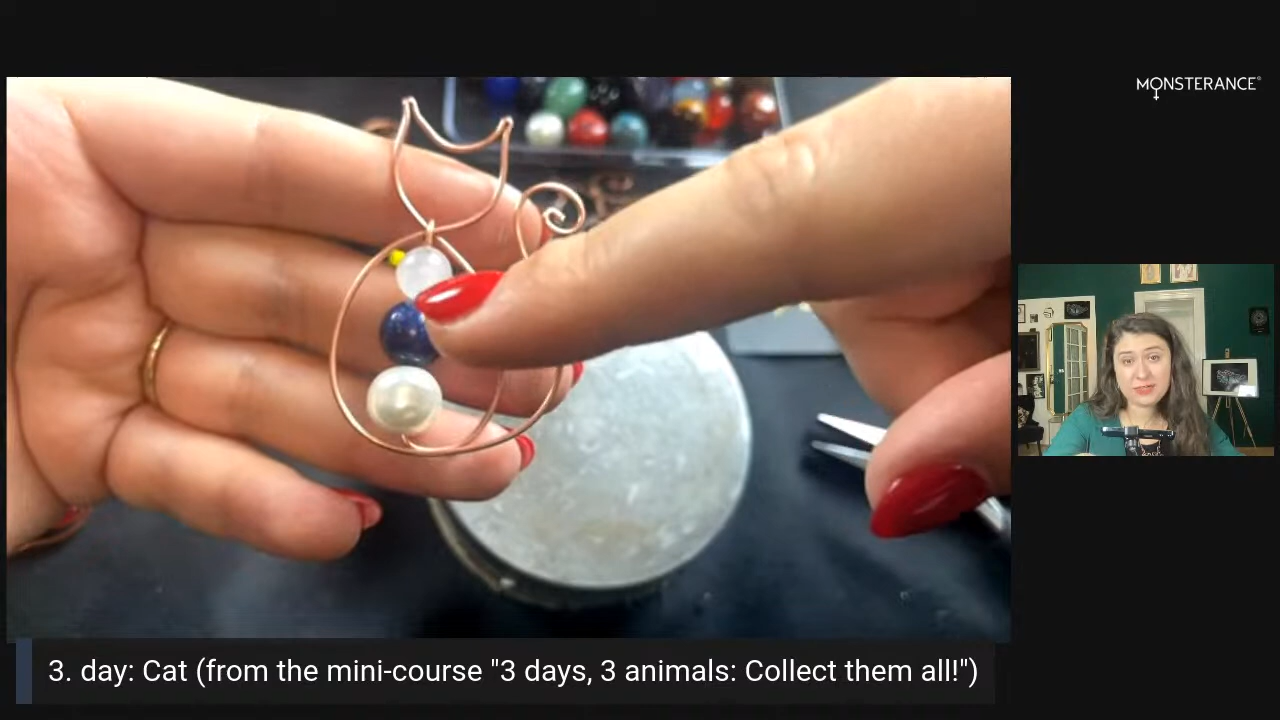 MONSTERANCE®
3. day: Cat (from the mini-course "3 days, 3 animals: Collect them all!")